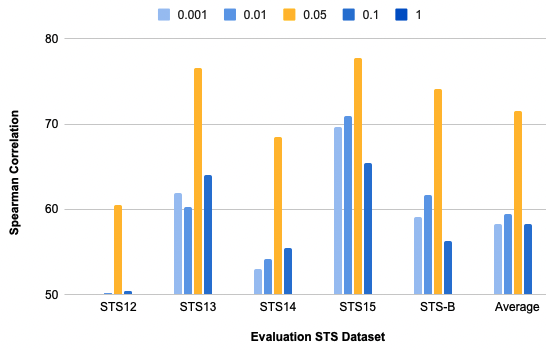 0.001 0.01 0.05 0.1 1
80
70
60
50
Spearman Correlation
STS12 STS13 STS14 STS15 STS-B Average
Evaluation STS Dataset